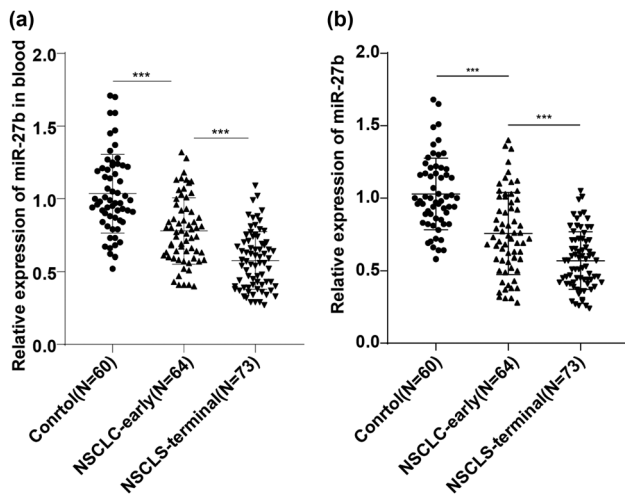 (a)
Relative expression of miR-27b in blood
2.0
1.5
1.0
0.5
0.0
***
***
Conrtol(N=60)
NSCLC-early(N=64)
NSCLS-terminal(N=73)
(b)
Relative expression of miR-27b
2.0
1.5
1.0
0.5
0.0
***
***
Conrtol(N=60)
NSCLC-early(N=64)
NSCLS-terminal(N=73)